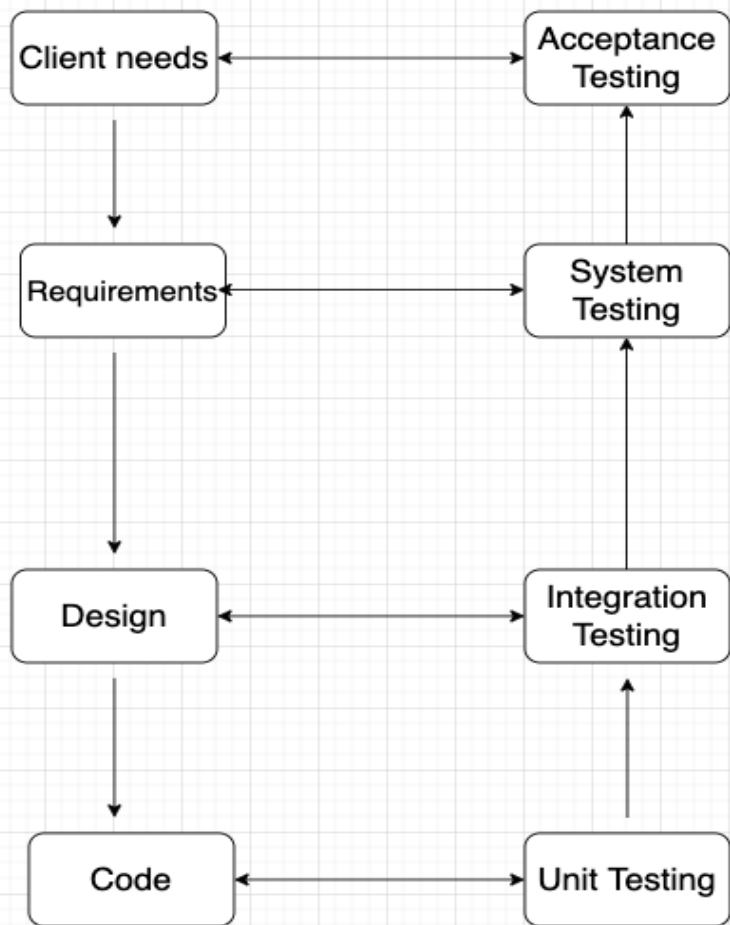 Client needs
Acceptance
Testing
Requirements
System
Testing
Design
Integration
Testing
Code
Unit Testing